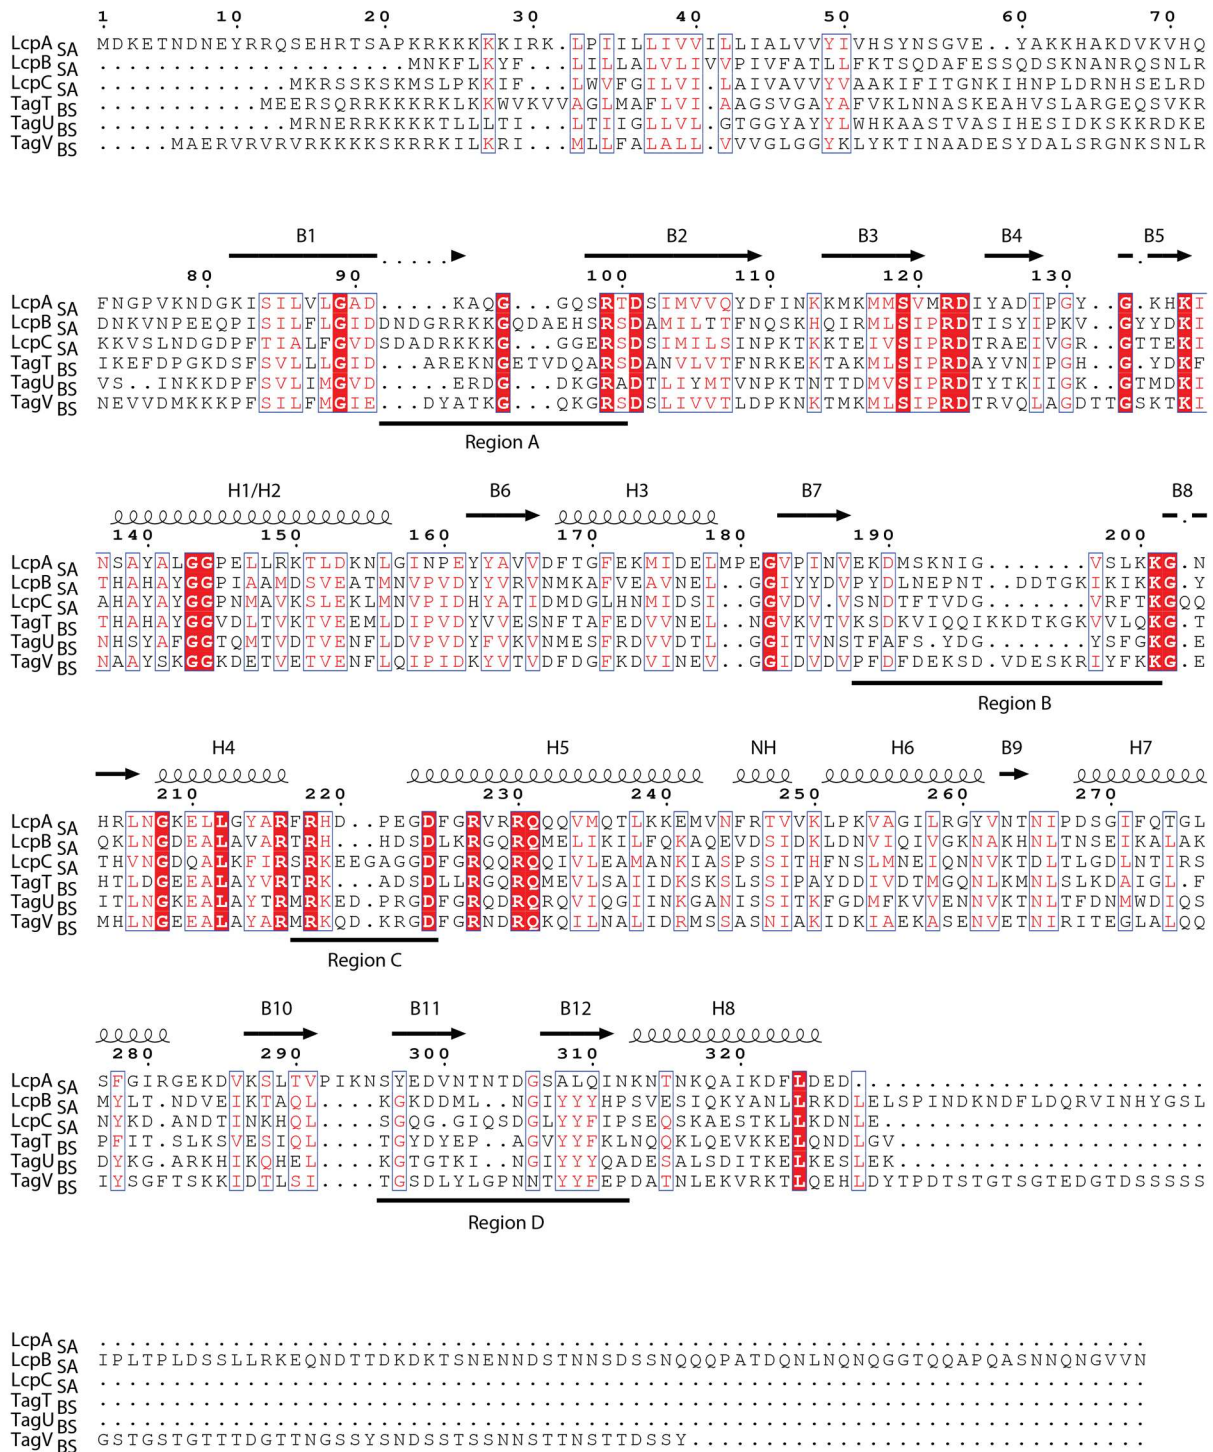 1 10 20 30 40 50 60 70
LcpA SA MDKETNDNEYRRQSEHRTSAPKRKKKKKIRK.LPIILLIVVILLIALVVYIVHSYNSGVE..YAKKHAKDVKVHQ
LcpB SA .....................MNKFLKYF...LILLALVLIVVPIVFATLLFKTSQDAFESSQDSKNANRQSNLR
LcpC SA .............MKRSSKSKMSLPKKIF...LWVFGILVI.LAIVAVVYVAAKIFITGNKIHNPLDRNHSELRD
TagT BS ...........MEERSQRRKKKRKLKKWVKVVAGLMAFLVI.AAGSVGAYAFVKLNNASKEAHVSLARGEQSVKR
TagU BS .............MRNERRKKKKTLLLTI...LTIIGLLVL.GTGGYAYYLWHKAASTVASIHESIDKSKKRDKE
TagV BS .....MAERVRVRVRKKKKSKRRKILKRI...MLLFALALL.VVVGLGGYKLYKTINAADESYDALSRGNKSNLR
B1 B2 B3 B4 B5
80 90 100 110 120 130
LcpA SA FNGPVKNDGKISILVLGAD.....KAQG...GQSRTDSIMVVQYDFINKKMKMMSVMRDIYADIPGY..G.KHKI
LcpB SA DNKVNPEEQPISILFLGIDDNDGRRKKGQDAEHSRSDAMILTTFNQSKHQIRMLSIPRDTISYIPKV..GYYDKI
LcpC SA KKVSLNDGDPFTIALFGVDSDADRKKKG...GGERSDSIMILSINPKTKKTEIVSIPRDTRAEIVGR..GTTEKI
TagT BS IKEFDPGKDSFSVLLLGID...AREKNGETVDQARSDANVLVTFNRKEKTAKMLSIPRDAYVNIPGH..G.YDKF
TagU BS VS..INKKDPFSVLIMGVD....ERDG...DKGRADTLIYMTVNPKTNTTDMVSIPRDTYTKIIGK..GTMDKI
TagV BS NEVVDMKKKPFSILFMGIE...DYATKG...QKGRSDSLIVVTLDPKNKTMKMLSIPRDTRVQLAGDTTGSKTKI
Region A
H1/H2 B6 H3 B7 B8
140 150 160 170 180 190 200
LcpA SA NSAYALGGPELLRKTLDKNLGINPEYYAVVDFTGFEKMIDELMPEGVPINVEKDMSKNIG.......VSLKKG.N
LcpB SA THAHAYGGPIAAMDSVEATMNVPVDYYVRVNMKAFVEAVNEL..GGIYYDVPYDLNEPNT..DDTGKIKIKKG.Y
LcpC SA AHAYAYGGPNMAVKSLEKLMNVPIDHYATIDMDGLHNMIDSI..GGVDV.VSNDTFTVDG.......VRFTKGQQ
TagT BS THAHAYGGVDLTVKTVEEMLDIPVDYYVESNFTAFEDVVNEL..NGVKVTVKSDKVIQQIKKDTKGKVVLQKG.T
TagU BS NHSYAFGGTQMTVDTVENFLDIPVDYFVKVNMESFRDVVDTL..GGITVNSTFAFS.YDG.......YSFGKG.E
TagV BS NAAYSKGGKDETVETVENFLQIPIDKYVTVDFDGFKDVINEV..GGIDVDVPFDFDEKSD.VDESKRIYFKKG.E
Region B
H4 H5 NH H6 B9 H7
210 220 230 240 250 260 270
LcpA SA HRLNGKELLGYARFRHD..PEGDFGRVRRQQQVMQTLKKEMVNFRTVVKLPKVAGILRGYVNTNIPDSGIFQTGL
LcpB SA QKLNGDEALAVARTRH...HDSDLKRGQRQMELIKILFQKAQEVDSIDKLDNVIQIVGKNAKHNLTNSEIKALAK
LcpC SA THVNGDQALKFIRSRKEEGAGGDFGRQQRQQIVLEAMANKIAPSSITHFNSLMNEIQNNVKTDLTLGDLNTIRS
TagT BS HTLDGEEALAYVRTRK...ADSDLLRGQRQMEVLSAIIDKSKSLSSIPAYDDIVDTMGQNLKMNLSLKDAIGL.F
TagU BS ITLNGKEALAYTRMRKED.PRGDFGRQDRQRQVIQGIINKGANISSITKFGDMFKVVENNVKTNLTFDNMWDIQS
TagV BS MHLNGEEALAYARMRKQD.KRGDFGRNDRQKQILNALIDRMSSASNIAKIDKIAEKASENVETNIRITEGLALQQ
Region C
B10 B11 B12 H8
280 290 300 310 320
LcpA SA SFGIRGEKDVKSLTVPIKNSYEDVNTNTDGSALQINKNTNKQAIKDFLDED.......................
LcpB SA MYLT.NDVEIKTAQL....KGKDDML..NGIYYYHPSVESIQKYANLLRKDLELSPINDKNDFLDQRVINHYGSL
LcpC SA NYKD.ANDTINKHQL....SGQG.GIQSDGLYYFIPSEQSKAESTKLLKDNLE.....................
TagT BS PFIT.SLKSVESIQL....TGYDYEP..AGVYYFKLNQQKLQEVKKELQNDLGV....................
TagU BS DYKG.ARKHIKQHEL....KGTGTKI..NGIYYYQADESALSDITKELKESLEK....................
TagV BS IYSGFTSKKIDTLSI....TGSDLYLGPNNTYYFEPDATNLEKVRKTLQEHLDYTPDTSTGTSGTEDGTDSSSSS
Region D
LcpA SA .....................................................................
LcpB SA IPLTPLDSSLLRKEQNDTTDKDKTSNENNDSTNNSDSSNQQQPATDQNLNQNQGGTQQAPQASNNQNGVVN
LcpC SA .....................................................................
TagT BS .....................................................................
TagU BS .....................................................................
TagV BS GSTGSTGTTTDNGTTNGSSYSNDSSTSSNNSTTNSTTDSSY...............................